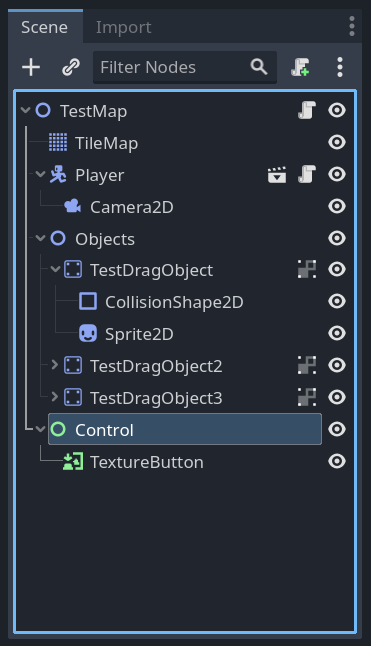 Scene Import
Filter Nodes
TestMap
TileMap
Player
Camera2D
Objects
TestDragObject
CollisionShape2D
Sprite2D
TestDragObject2
TestDragObject3
Control
TextureButton